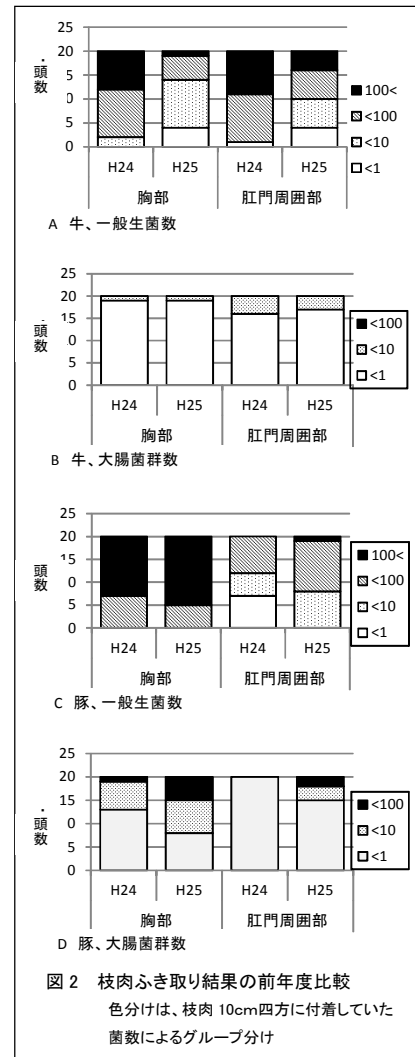 25
20
15
0
5
0
頭数
100<
<100
<10
<1
H24 H25 H24 H25
胸部 肛門周囲部
A 牛、一般生菌数
25
20
15
0
5
0
頭数
<100
<10
<1
H24 H25 H24 H25
胸部 肛門周囲部
B 牛、大腸菌群数
25
20
15
0
5
0
頭数
100<
<100
<10
<1
H24 H25 H24 H25
胸部 肛門周囲部
C 豚、一般生菌数
25
20
15
0
5
0
頭数
<100
<10
<1
H24 H25 H24 H25
胸部 肛門周囲部
D 豚、大腸菌群数
図2 枝肉ふき取り結果の前年度比較
色分けは、枝肉 10cm四方に付着していた
菌数によるグループ分け